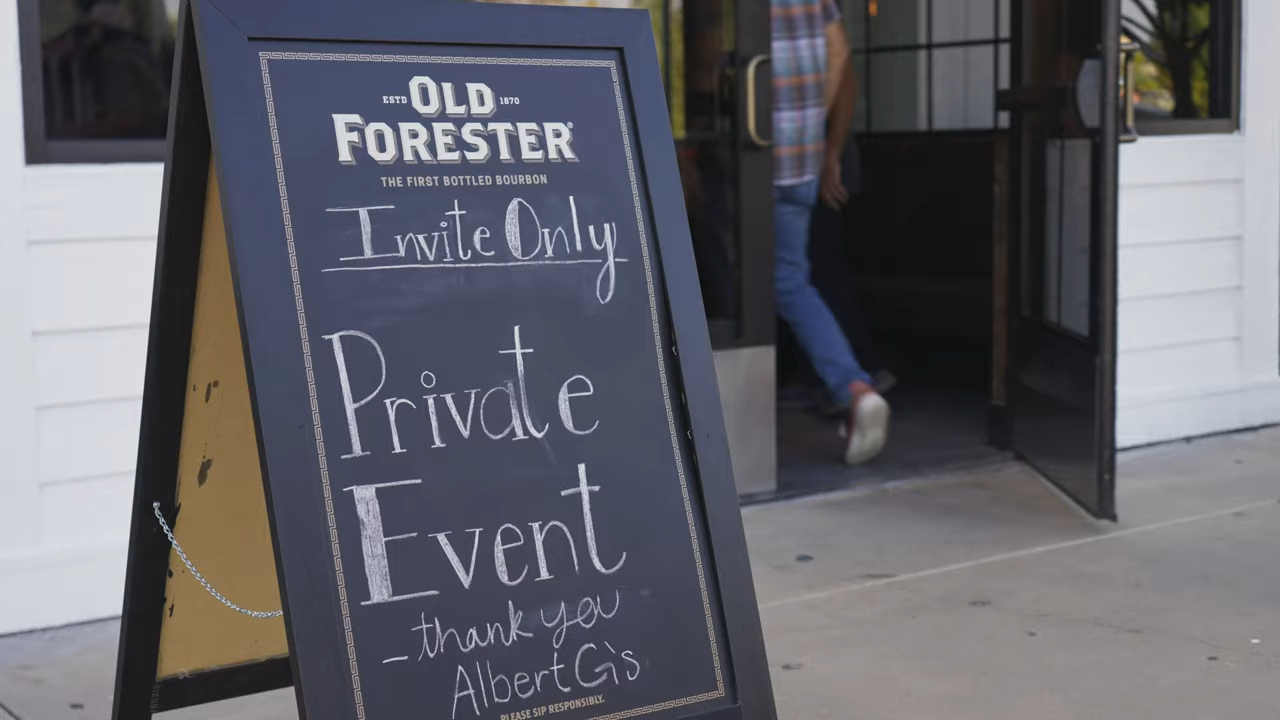 ESTD OLD 1870
FORESTER®
THE FIRST BOTTLED BOURBON
Invite Only
Private
Event
- thank you
Albert G's
PLEASE SIP RESPONSIBLY.